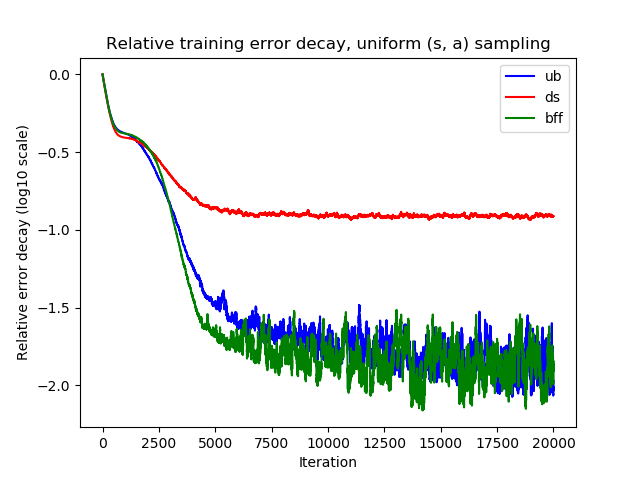 Relative training error decay, uniform (s, a) sampling
Relative error decay (log10 scale)
0.0
−0.5
−1.0
−1.5
−2.0
ub
ds
bff
0 2500 5000 7500 10000 12500 15000 17500 20000
Iteration